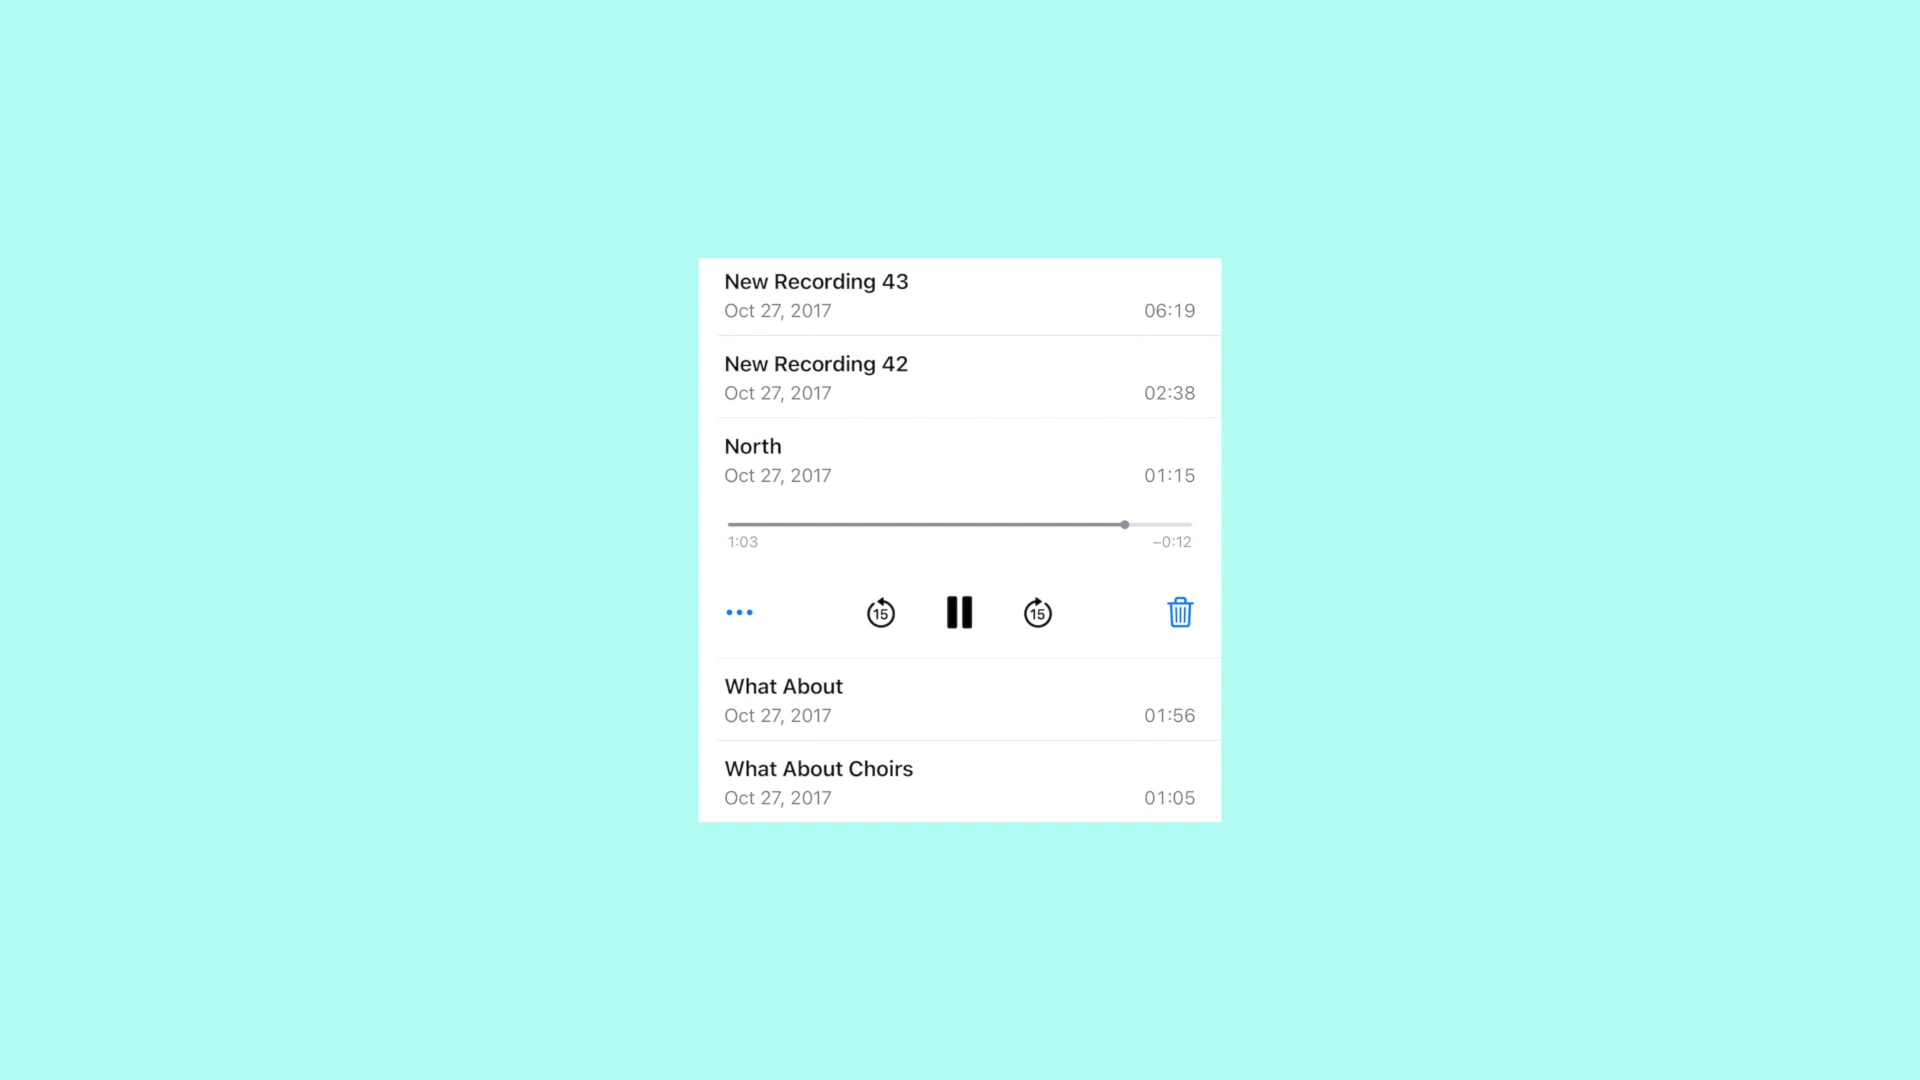 New Recording 43
Oct 27, 2017 06:19
New Recording 42
Oct 27, 2017 02:38
North
Oct 27, 2017 01:15
1:03 –0:12
15 15
What About
Oct 27, 2017 01:56
What About Choirs
Oct 27, 2017 01:05